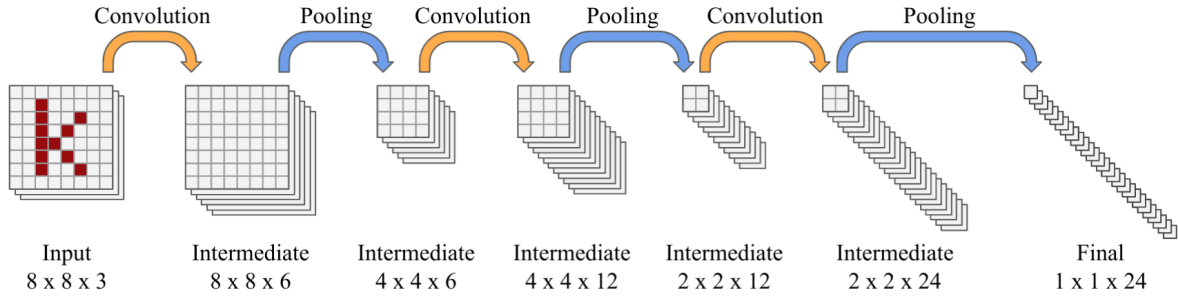 Convolution
Pooling
Convolution
Pooling
Convolution
Pooling
k
Input
8 x 8 x 3
Intermediate
8 x 8 x 6
Intermediate
4 x 4 x 6
Intermediate
4 x 4 x 12
Intermediate
2 x 2 x 12
Intermediate
2 x 2 x 24
Final
1 x 1 x 24